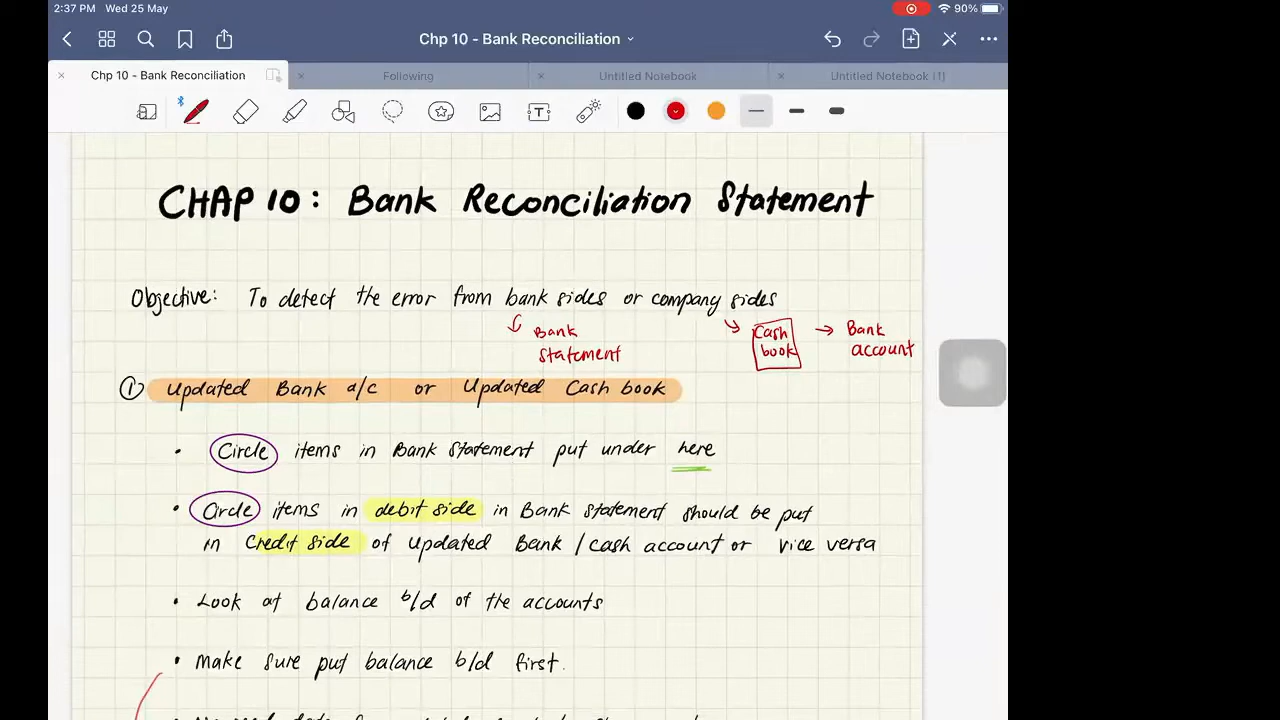 2:37 PM Wed 25 May 90%
Chp 10 - Bank Reconciliation
Chp 10 - Bank Reconciliation Following Untitled Notebook Untitled Notebook (1)
CHAP 10: Bank Reconciliation Statement
Objective: To detect the error from bank sides or company sides
Bank statement
Cash book → Bank account
① Updated Bank a/c or Updated Cash book
• Circle items in Bank Statement put under here
• Circle items in debit side in Bank statement should be put
in Credit side of updated Bank / cash account or vice versa
• Look at balance b/d of the accounts
• Make sure put balance b/d first.